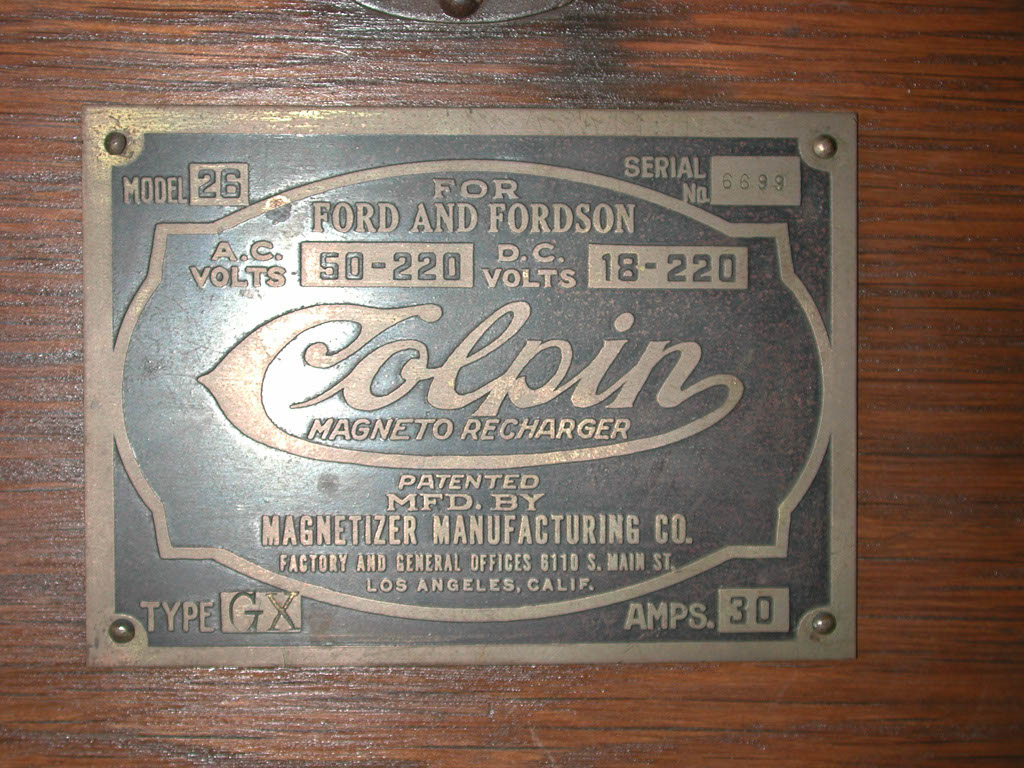 MODEL 26
SERIAL No. 6699
FOR
FORD AND FORDSON
A.C. VOLTS 50-220 D.C. VOLTS 18-220
Colpin
MAGNETO RECHARGER
PATENTED
MFD. BY
MAGNETIZER MANUFACTURING CO.
FACTORY AND GENERAL OFFICES 6110 S. MAIN ST.
LOS ANGELES, CALIF.
TYPE GX
AMPS. 30